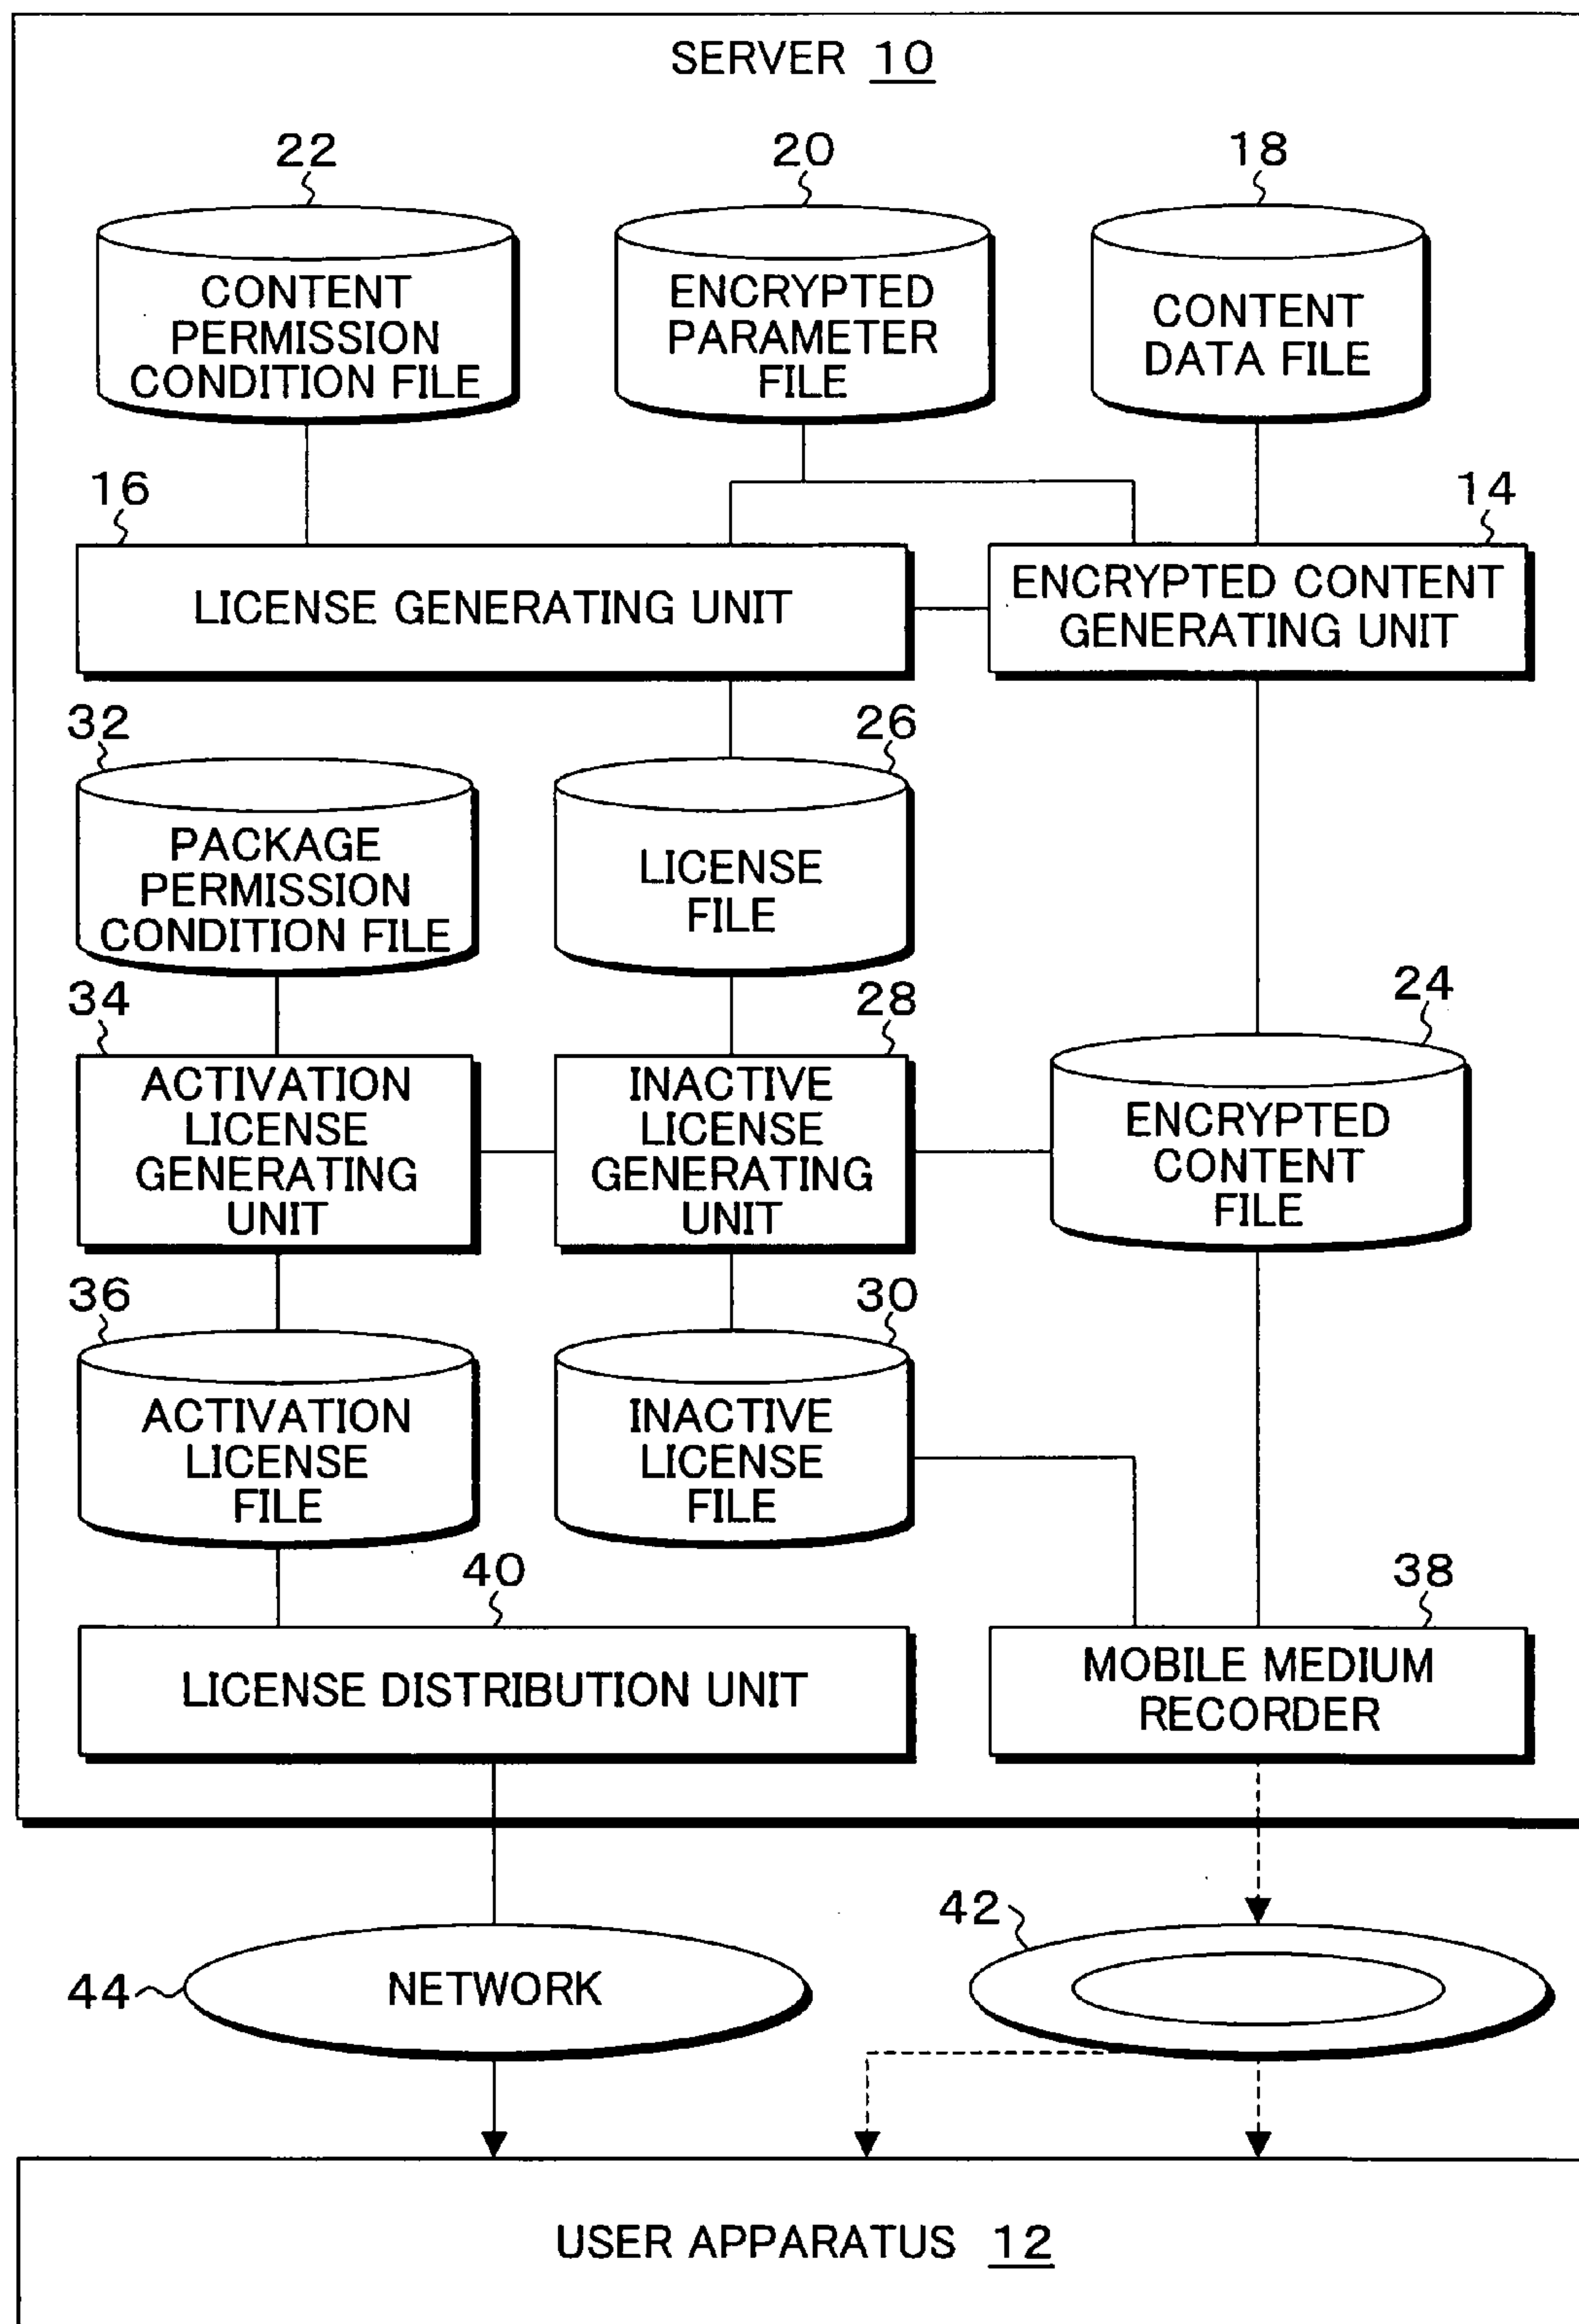 SERVER 10
22
20
18
CONTENT
PERMISSION
CONDITION FILE
ENCRYPTED
PARAMETER
FILE
CONTENT
DATA FILE
16
14
LICENSE GENERATING UNIT
ENCRYPTED CONTENT
GENERATING UNIT
32
26
PACKAGE
PERMISSION
CONDITION FILE
LICENSE
FILE
34
28
24
ACTIVATION
LICENSE
GENERATING
UNIT
INACTIVE
LICENSE
GENERATING
UNIT
ENCRYPTED
CONTENT
FILE
36
30
ACTIVATION
LICENSE
FILE
INACTIVE
LICENSE
FILE
40
38
LICENSE DISTRIBUTION UNIT
MOBILE MEDIUM
RECORDER
42
44
NETWORK
USER APPARATUS 12